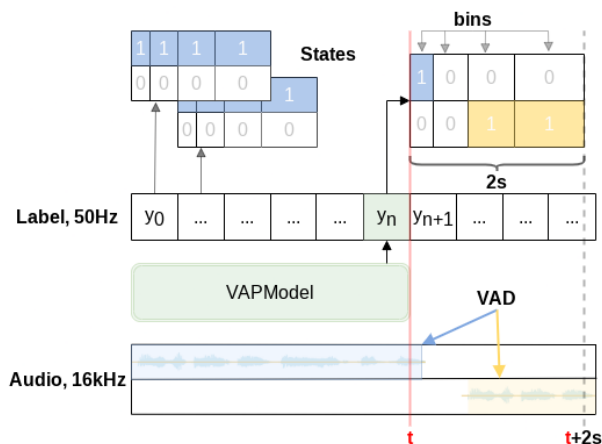 bins
States
1 1 1 1
0 0 0 0
1
0 0 0 0
1 0 0 0
0 0 1 1
2s
Label, 50Hz
y0 ... ... ... ... yn yn+1 ... ... ...
VAPModel
VAD
Audio, 16kHz
t
t+2s